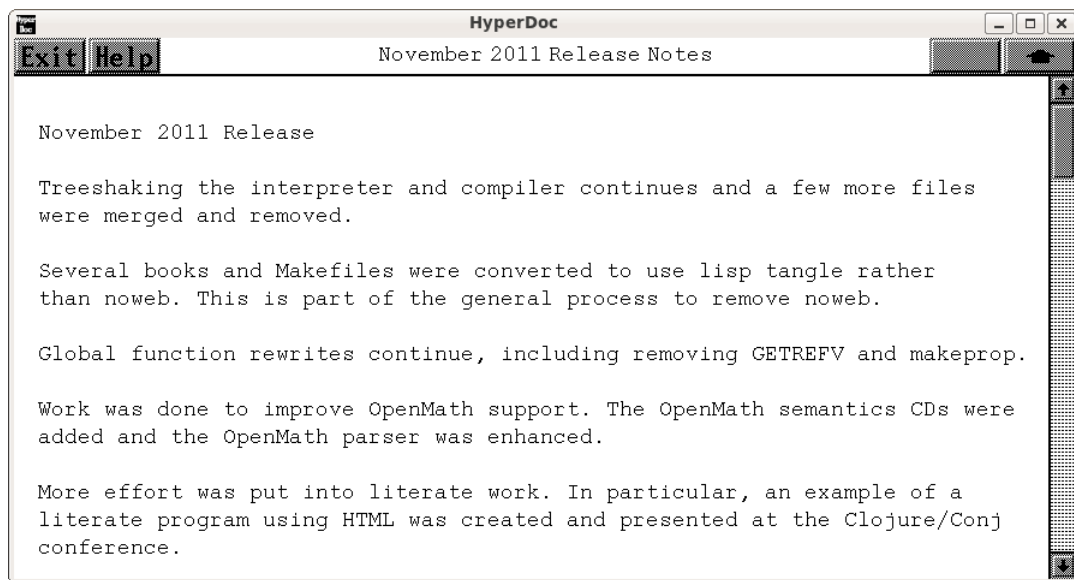 Hyper
Doc
HyperDoc
Exit Help
November 2011 Release Notes
November 2011 Release
Treeshaking the interpreter and compiler continues and a few more files
were merged and removed.
Several books and Makefiles were converted to use lisp tangle rather
than noweb. This is part of the general process to remove noweb.
Global function rewrites continue, including removing GETREFV and makeprop.
Work was done to improve OpenMath support. The OpenMath semantics CDs were
added and the OpenMath parser was enhanced.
More effort was put into literate work. In particular, an example of a
literate program using HTML was created and presented at the Clojure/Conj
conference.